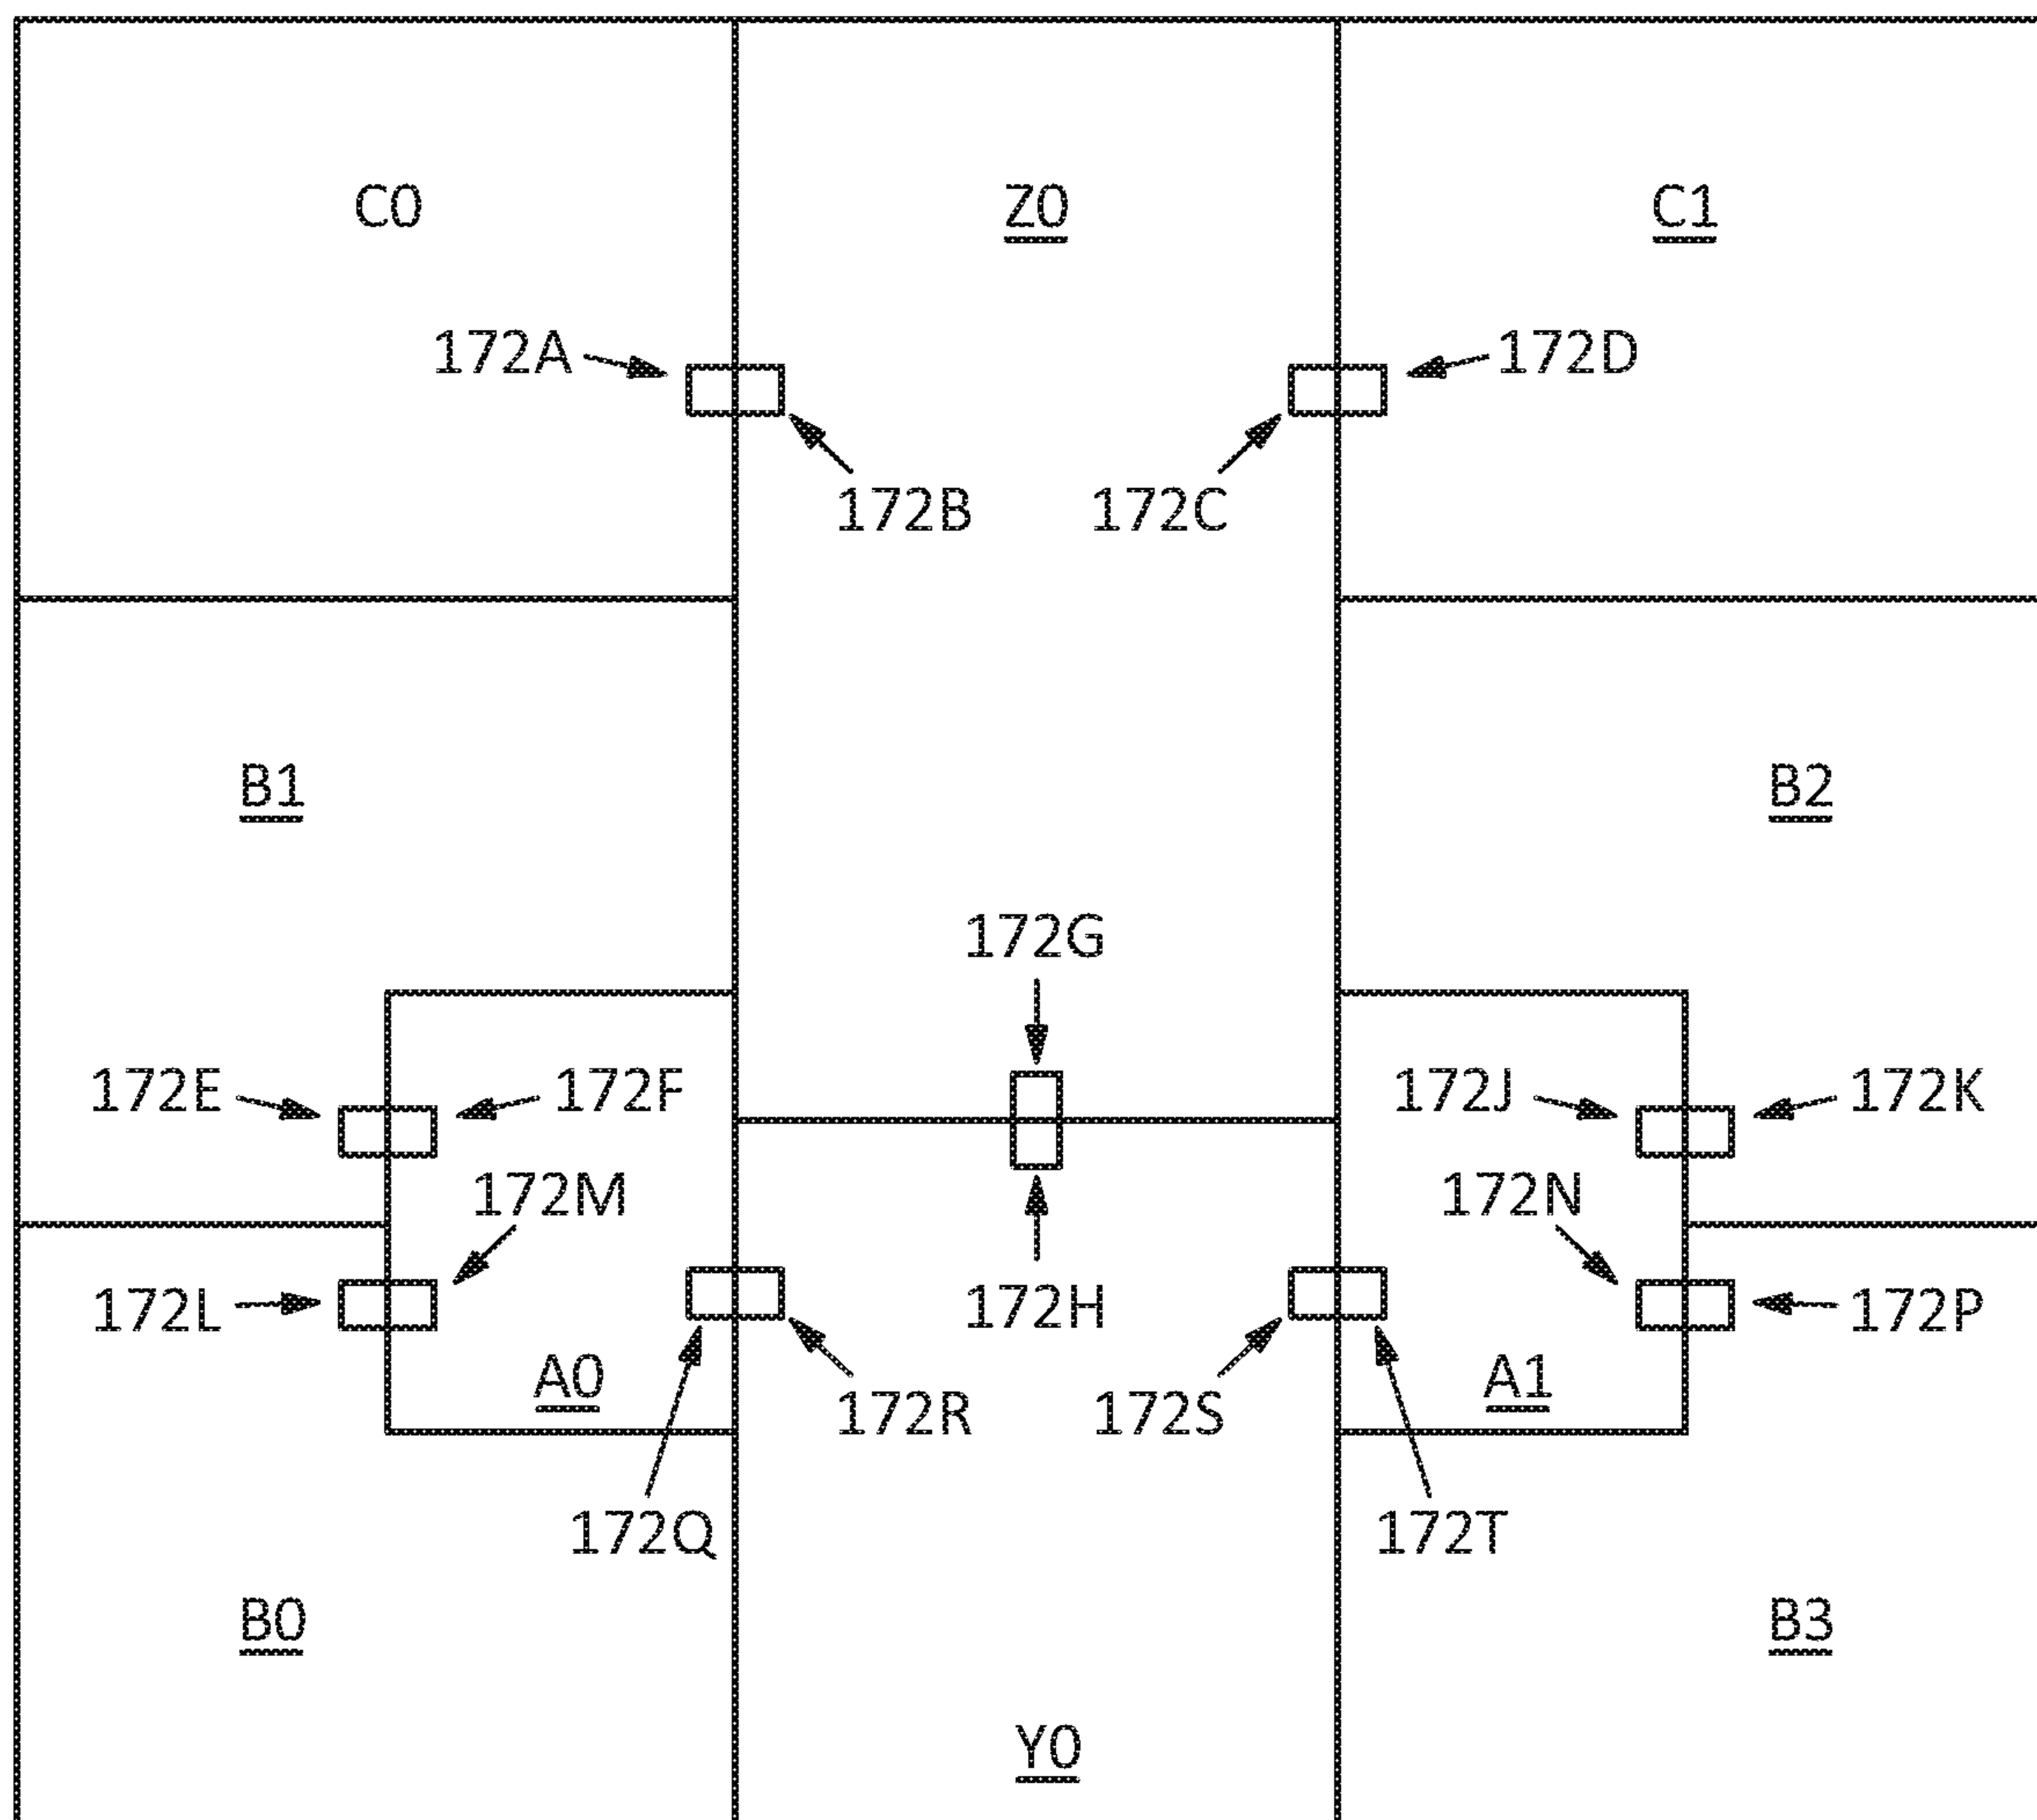 C0 Z0 C1
172A 172D
172B 172C
B1 B2
172G
172E 172F 172J 172K
172M 172N
172L 172H 172P
A0 A1
172R 172S
172Q 172T
B0 B3
Y0